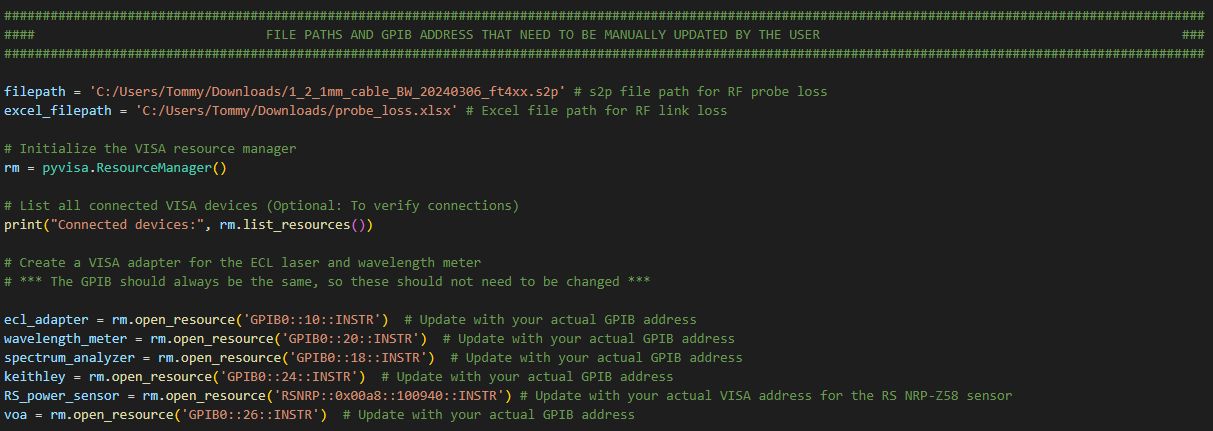 ############################################################################################################################################################
####                              FILE PATHS AND GPIB ADDRESS THAT NEED TO BE MANUALLY UPDATED BY THE USER                                               ###
############################################################################################################################################################
filepath = 'C:/Users/Tommy/Downloads/1_2_1mm_cable_BW_20240306_ft4xx.s2p' # s2p file path for RF probe loss
excel_filepath = 'C:/Users/Tommy/Downloads/probe_loss.xlsx' # Excel file path for RF link loss
# Initialize the VISA resource manager
rm = pyvisa.ResourceManager()
# List all connected VISA devices (Optional: To verify connections)
print("Connected devices:", rm.list_resources())
# Create a VISA adapter for the ECL laser and wavelength meter
# *** The GPIB should always be the same, so these should not need to be changed ***
ecl_adapter = rm.open_resource('GPIB0::10::INSTR')  # Update with your actual GPIB address
wavelength_meter = rm.open_resource('GPIB0::20::INSTR')  # Update with your actual GPIB address
spectrum_analyzer = rm.open_resource('GPIB0::18::INSTR')  # Update with your actual GPIB address
keithley = rm.open_resource('GPIB0::24::INSTR')  # Update with your actual GPIB address
RS_power_sensor = rm.open_resource('RSNRP::0x00a8::100940::INSTR') # Update with your actual VISA address for the RS NRP-Z58 sensor
voa = rm.open_resource('GPIB0::26::INSTR')  # Update with your actual GPIB address